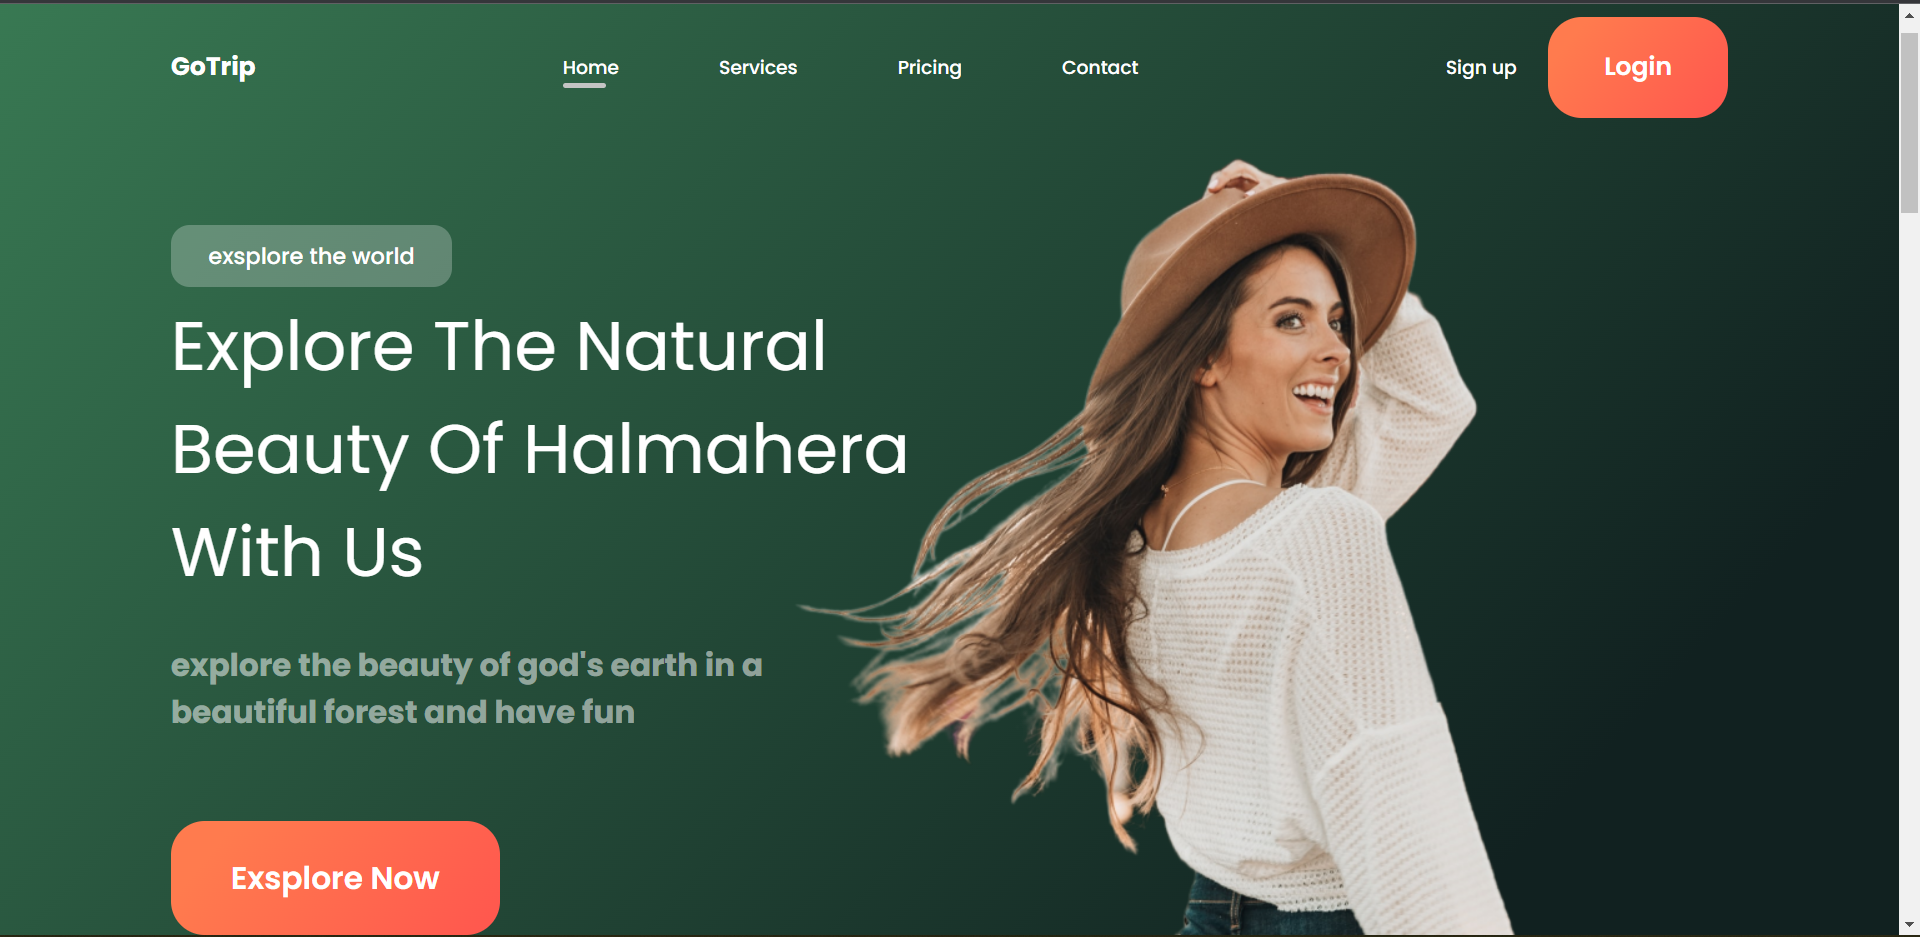 GoTrip
Home
Services
Pricing
Contact
Sign up
Login
exsplore the world
Explore The Natural
Beauty Of Halmahera
With Us
explore the beauty of god's earth in a
beautiful forest and have fun
Exsplore Now